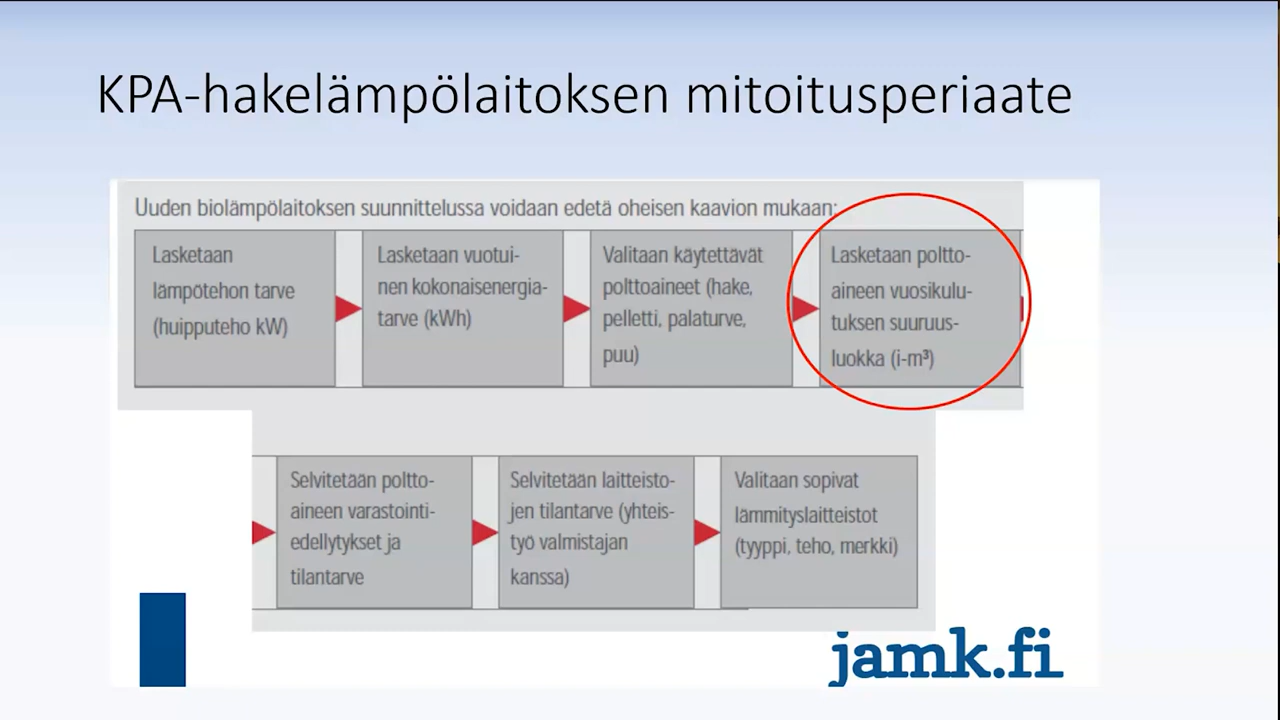 KPA-hakelämpölaitoksen mitoitusperiaate
Uuden biolämpölaitoksen suunnittelussa voidaan edetä oheisen kaavion mukaan:
Lasketaan
lämpötehon tarve
(huipputeho kW)
Lasketaan vuotui-
nen kokonaisenergia-
tarve (kWh)
Valitaan käytettävät
polttoaineet (hake,
pelletti, palaturve,
puu)
Lasketaan poltto-
aineen vuosikulu-
tuksen suuruus-
luokka (i-m³)
Selvitetään poltto-
aineen varastointi-
edellytykset ja
tilantarve
Selvitetään laitteisto-
jen tilantarve (yhteis-
työ valmistajan
kanssa)
Valitaan sopivat
lämmityslaitteistot
(tyyppi, teho, merkki)
jamk.fi